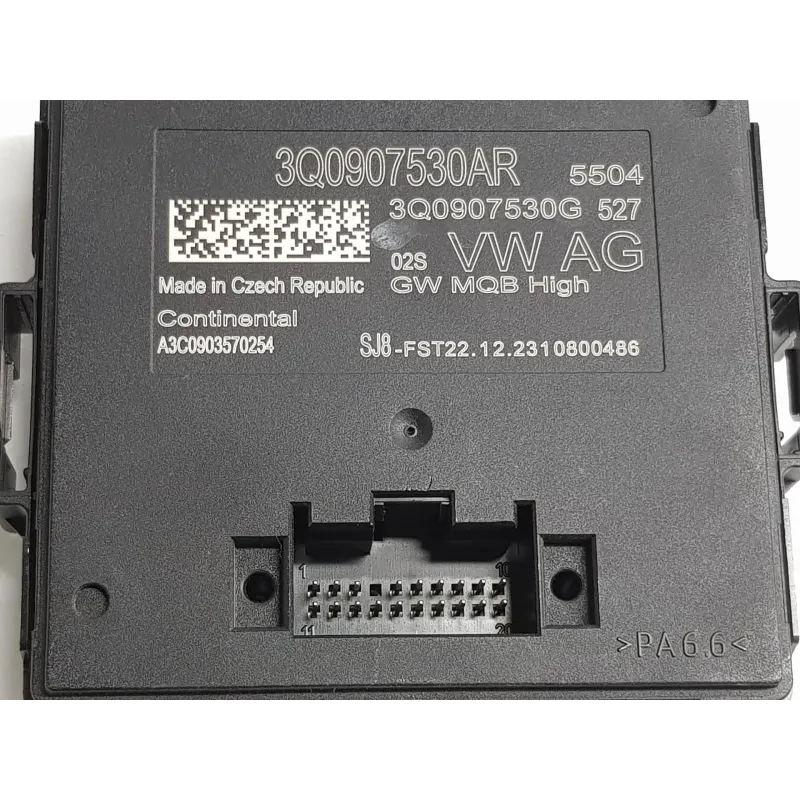 3Q0907530AR 5504
3Q0907530G 527
02S VW AG
Made in Czech Republic GW MQB High
Continental
A3C0903570254 SJ8-FST22.12.2310800486
1 10
11 20
>PA6.6<